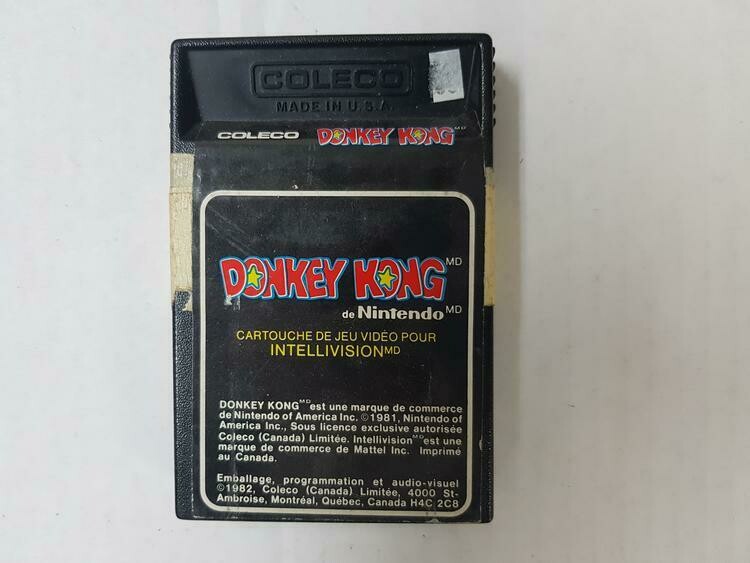 COLECO
MADE IN U.S.A.
COLECO DONKEY KONG MD
DONKEY KONG MD
de Nintendo MD
CARTOUCHE DE JEU VIDÉO POUR
INTELLIVISION MD
DONKEY KONG MD est une marque de commerce
de Nintendo of America Inc. ©1981, Nintendo of
America Inc., Sous licence exclusive autorisée
Coleco (Canada) Limitée. Intellivision MD est une
marque de commerce de Mattel Inc. Imprimé
au Canada.
Emballage, programmation et audio-visuel
©1982, Coleco (Canada) Limitée, 4000 St-
Ambroise, Montréal, Québec, Canada H4C 2C8